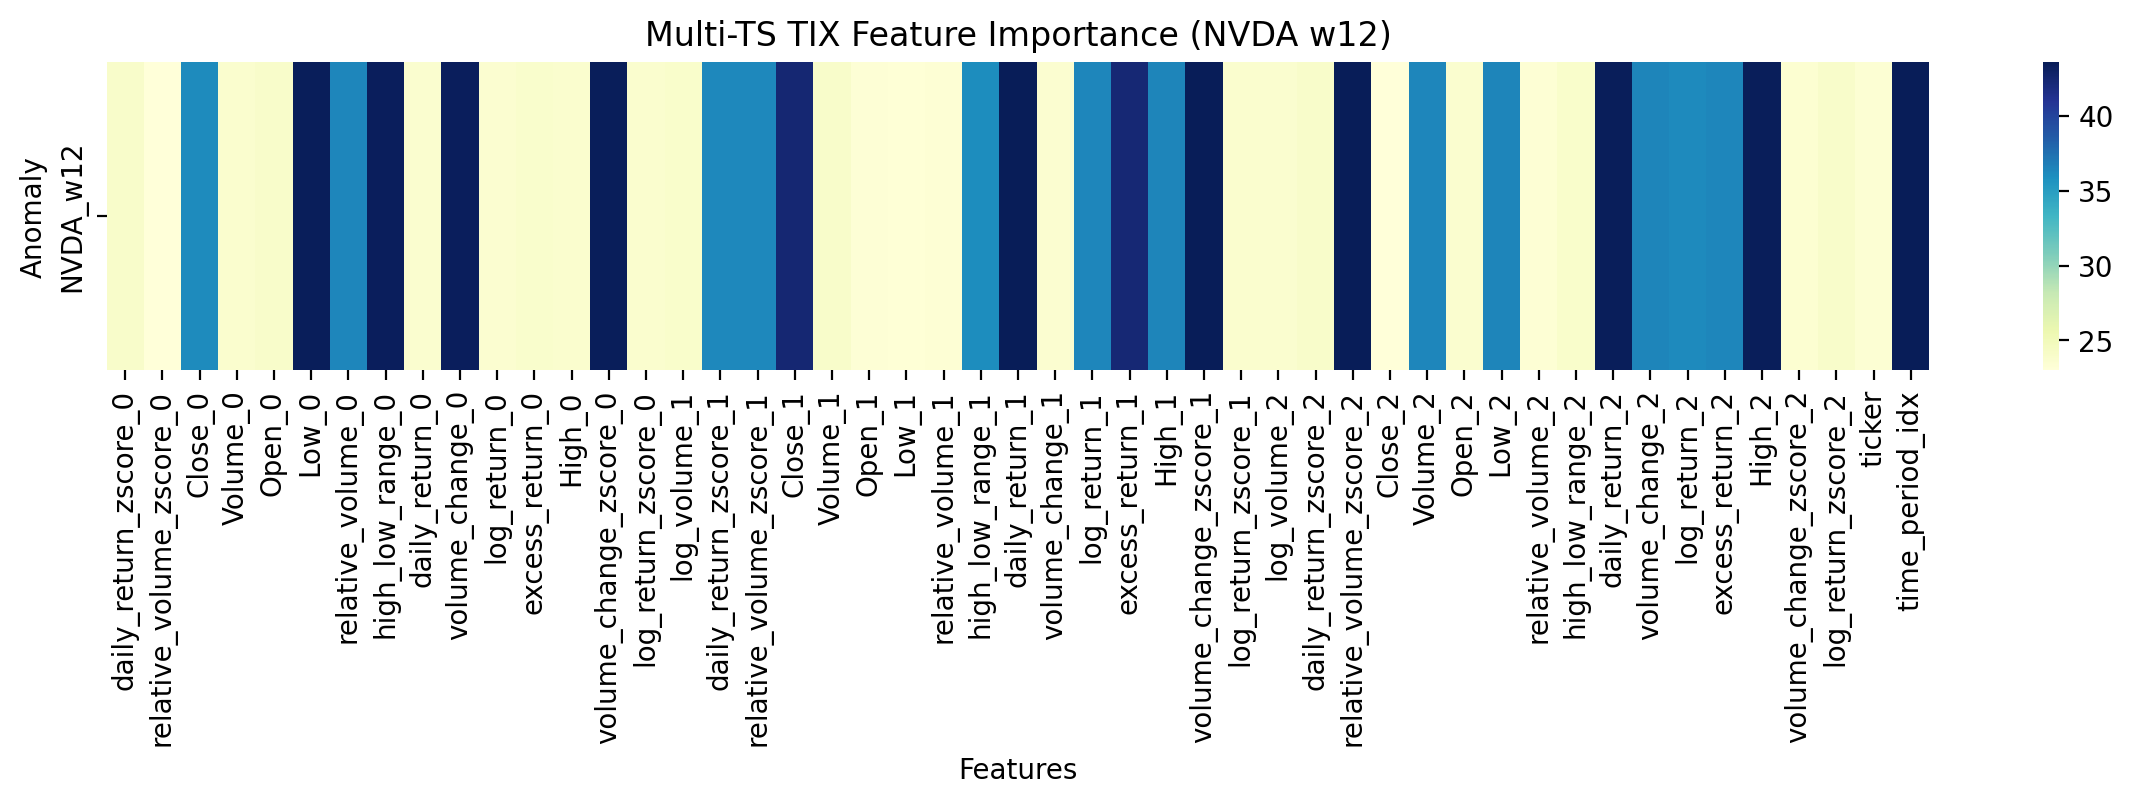 Multi-TS TIX Feature Importance (NVDA w12)
Anomaly
NVDA_w12
40
35
30
25
daily_return_zscore_0
relative_volume_zscore_0
Close_0
Volume_0
Open_0
Low_0
relative_volume_0
high_low_range_0
daily_return_0
volume_change_0
log_return_0
excess_return_0
High_0
volume_change_zscore_0
log_return_zscore_0
log_volume_1
daily_return_zscore_1
relative_volume_zscore_1
Close_1
Volume_1
Open_1
Low_1
relative_volume_1
high_low_range_1
daily_return_1
volume_change_1
log_return_1
excess_return_1
High_1
volume_change_zscore_1
log_return_zscore_1
log_volume_2
daily_return_zscore_2
relative_volume_zscore_2
Close_2
Volume_2
Open_2
Low_2
relative_volume_2
high_low_range_2
daily_return_2
volume_change_2
log_return_2
excess_return_2
High_2
volume_change_zscore_2
log_return_zscore_2
ticker
time_period_idx
Features